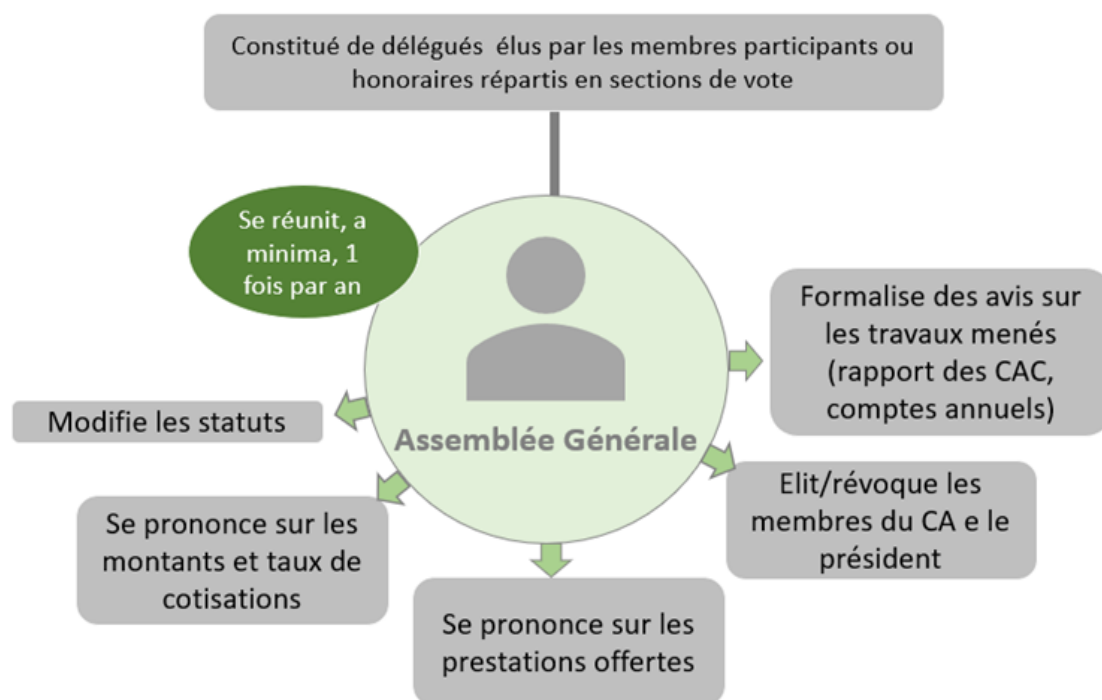 Constitué de délégués élus par les membres participants ou
honoraires répartis en sections de vote
Se réunit, a
minima, 1
fois par an
Assemblée Générale
Formalise des avis sur
les travaux menés
(rapport des CAC,
comptes annuels)
Modifie les statuts
Elit/révoque les
membres du CA e le
président
Se prononce sur les
montants et taux de
cotisations
Se prononce sur les
prestations offertes